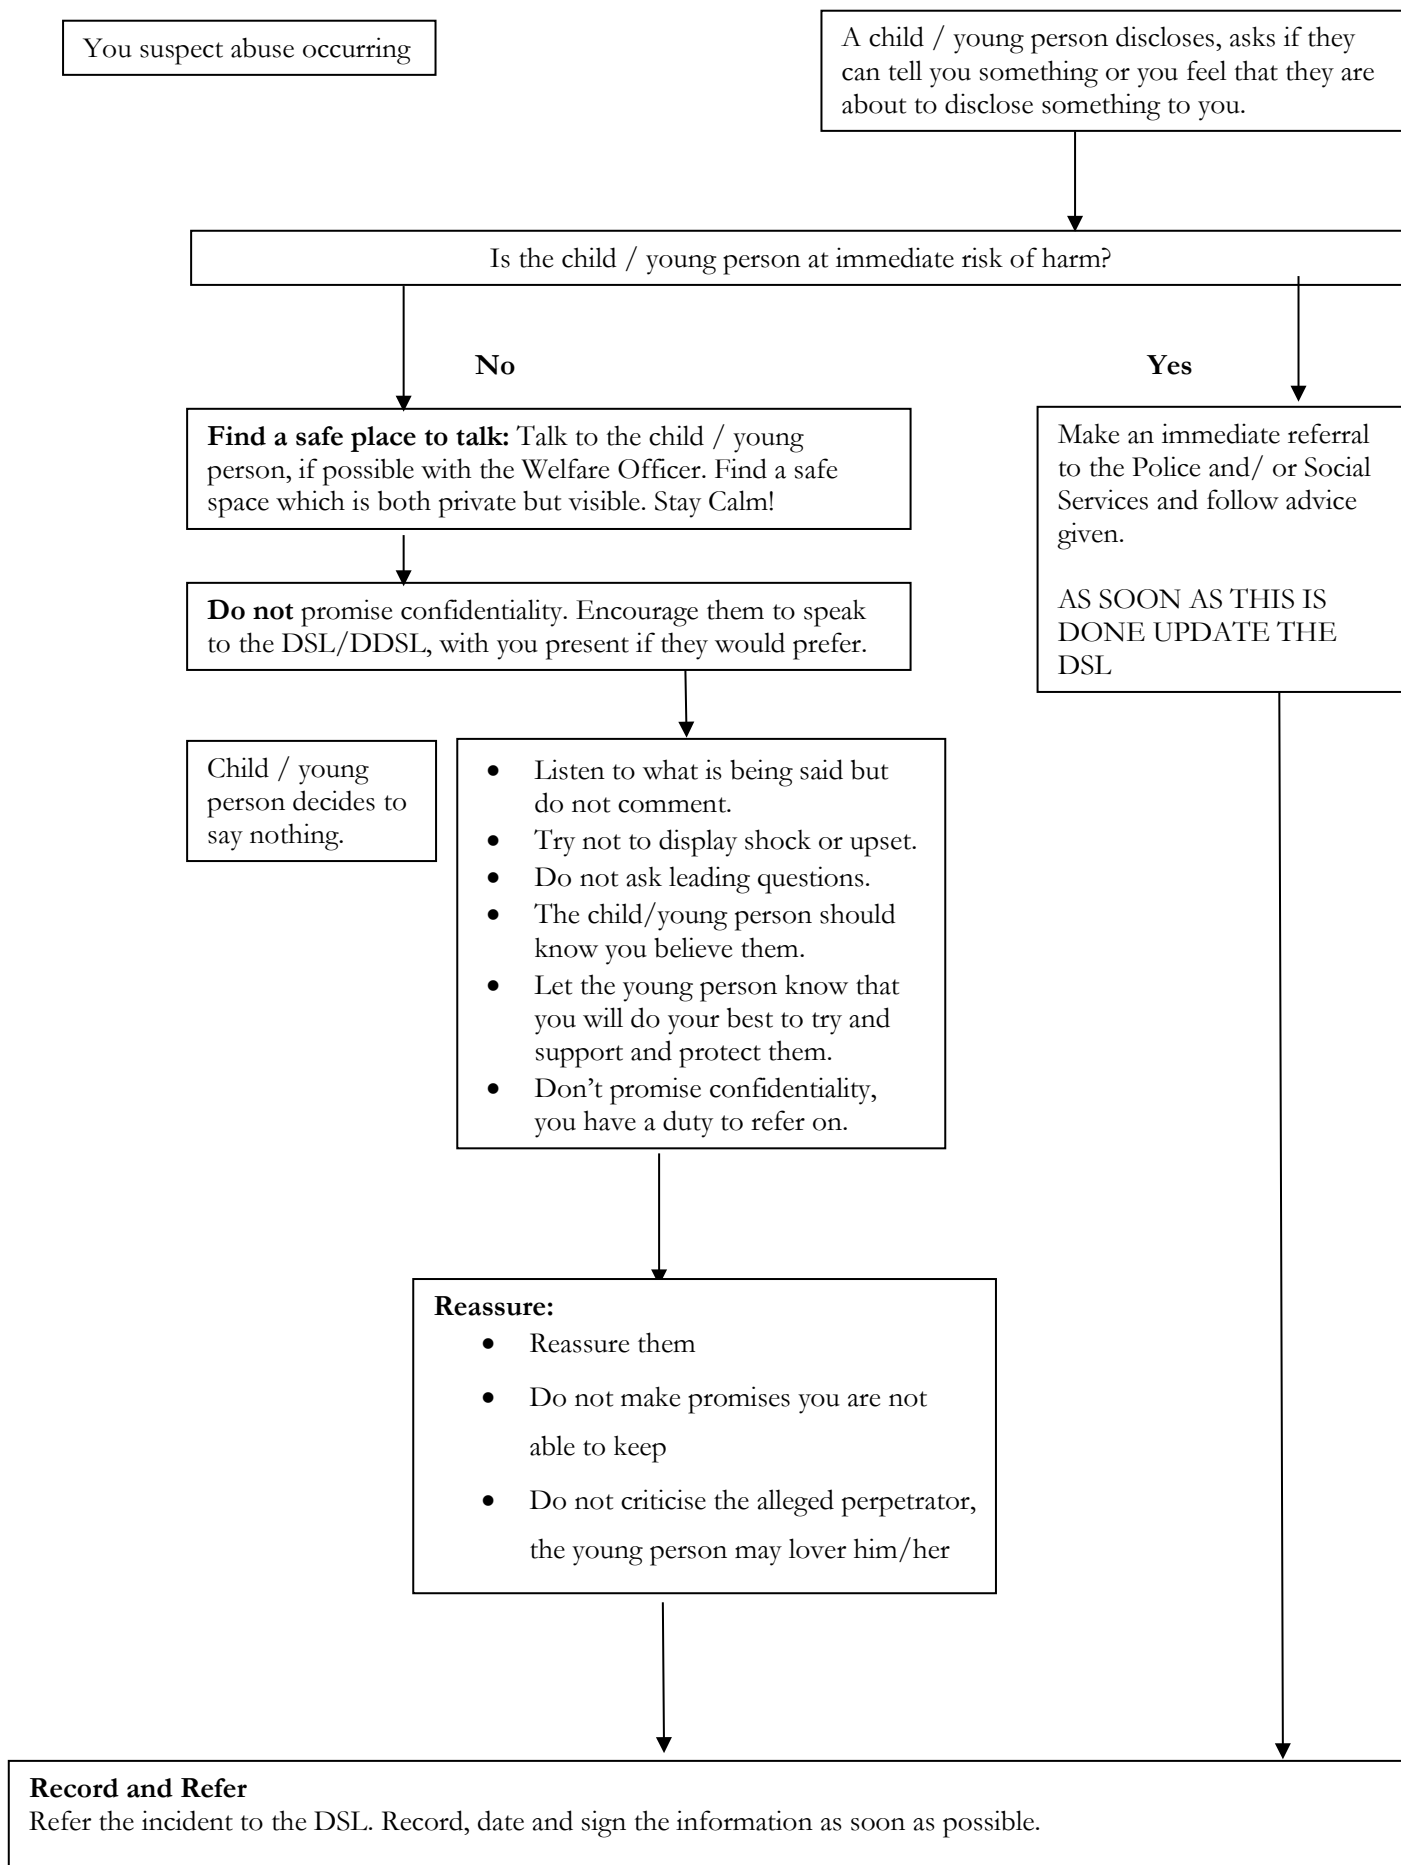 You suspect abuse occurring
A child / young person discloses, asks if they
can tell you something or you feel that they are
about to disclose something to you.
Is the child / young person at immediate risk of harm?
No
Yes
Find a safe place to talk: Talk to the child / young
person, if possible with the Welfare Officer. Find a safe
space which is both private but visible. Stay Calm!
Make an immediate referral
to the Police and/ or Social
Services and follow advice
given.
AS SOON AS THIS IS
DONE UPDATE THE
DSL
Do not promise confidentiality. Encourage them to speak
to the DSL/DDSL, with you present if they would prefer.
Child / young
person decides to
say nothing.
• Listen to what is being said but
do not comment.
• Try not to display shock or upset.
• Do not ask leading questions.
• The child/young person should
know you believe them.
• Let the young person know that
you will do your best to try and
support and protect them.
• Don’t promise confidentiality,
you have a duty to refer on.
Reassure:
• Reassure them
• Do not make promises you are not
able to keep
• Do not criticise the alleged perpetrator,
the young person may lover him/her
Record and Refer
Refer the incident to the DSL. Record, date and sign the information as soon as possible.